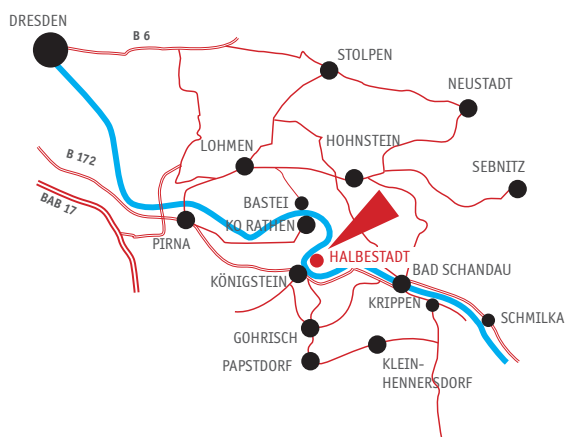 DRESDEN
B 6
STOLPEN
NEUSTADT
LOHMEN
HOHNSTEIN
B 172
SEBNITZ
BAB 17
BASTEI
KO RATHEN
PIRNA
HALBESTADT
KÖNIGSTEIN
BAD SCHANDAU
KRIPPEN
SCHMILKA
GOHRISCH
PAPSTDORF
KLEIN-
HENNERSDORF